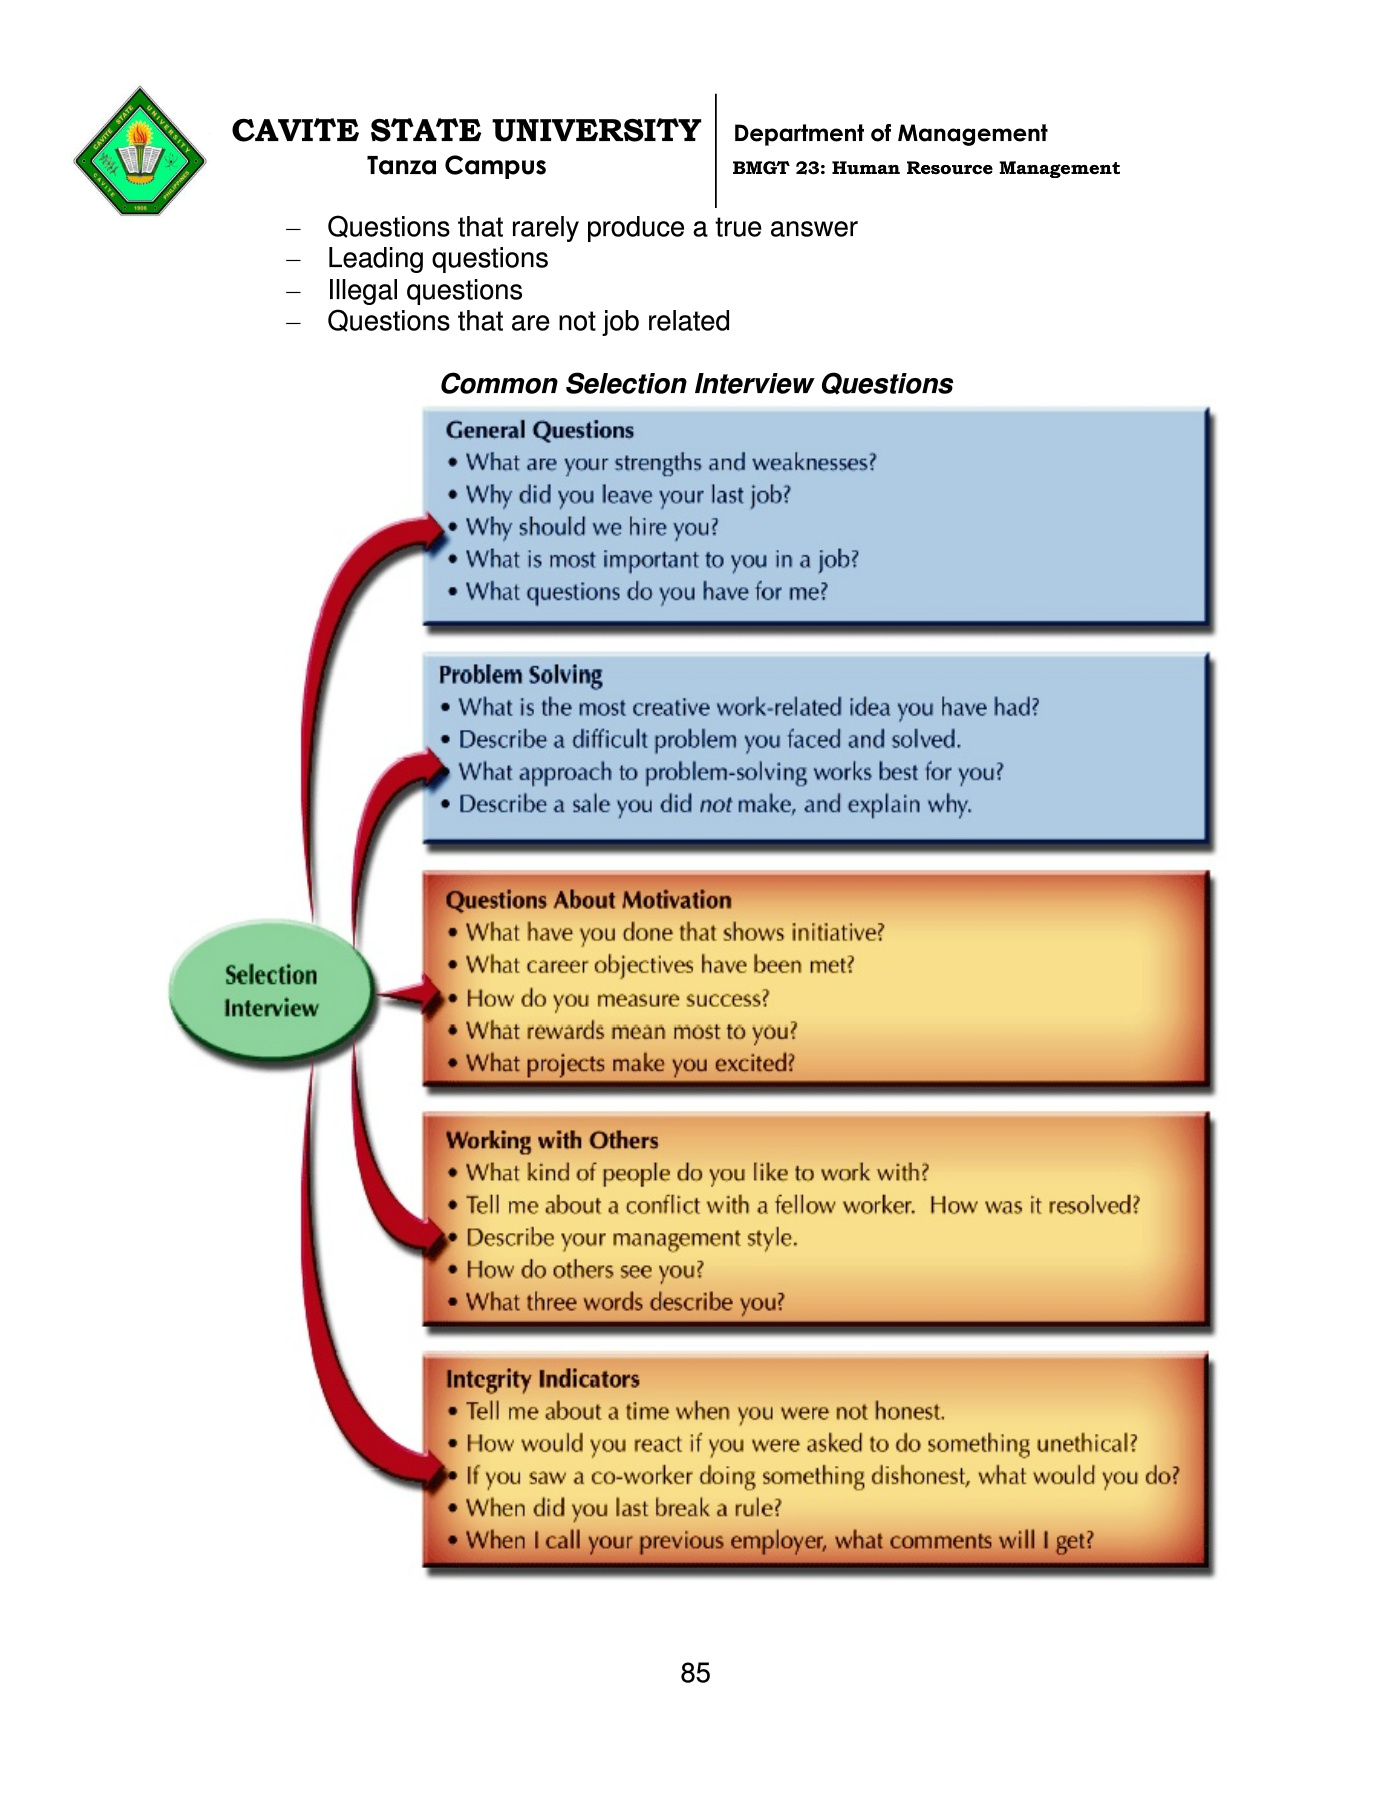 CAVITE STATE UNIVERSITY
Tanza Campus
Department of Management
BMGT 23: Human Resource Management
CAVITE STATE UNIVERSITY
CAVITE PHILIPPINES
1906
– Questions that rarely produce a true answer
– Leading questions
– Illegal questions
– Questions that are not job related
Common Selection Interview Questions
General Questions
• What are your strengths and weaknesses?
• Why did you leave your last job?
• Why should we hire you?
• What is most important to you in a job?
• What questions do you have for me?
Problem Solving
• What is the most creative work-related idea you have had?
• Describe a difficult problem you faced and solved.
• What approach to problem-solving works best for you?
• Describe a sale you did not make, and explain why.
Selection
Interview
Questions About Motivation
• What have you done that shows initiative?
• What career objectives have been met?
• How do you measure success?
• What rewards mean most to you?
• What projects make you excited?
Working with Others
• What kind of people do you like to work with?
• Tell me about a conflict with a fellow worker. How was it resolved?
• Describe your management style.
• How do others see you?
• What three words describe you?
Integrity Indicators
• Tell me about a time when you were not honest.
• How would you react if you were asked to do something unethical?
• If you saw a co-worker doing something dishonest, what would you do?
• When did you last break a rule?
• When I call your previous employer, what comments will I get?
85